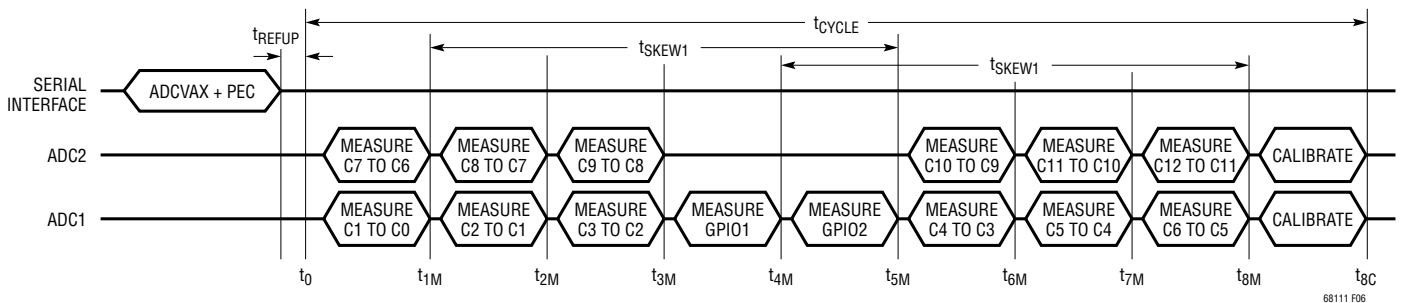 tCYCLE
tREFUP
tSKEW1
tSKEW1
SERIAL
INTERFACE
ADCVAX + PEC
ADC2
MEASURE
C7 TO C6
MEASURE
C8 TO C7
MEASURE
C9 TO C8
MEASURE
C10 TO C9
MEASURE
C11 TO C10
MEASURE
C12 TO C11
CALIBRATE
ADC1
MEASURE
C1 TO C0
MEASURE
C2 TO C1
MEASURE
C3 TO C2
MEASURE
GPIO1
MEASURE
GPIO2
MEASURE
C4 TO C3
MEASURE
C5 TO C4
MEASURE
C6 TO C5
CALIBRATE
t0 t1M t2M t3M t4M t5M t6M t7M t8M t8C
68111 F06